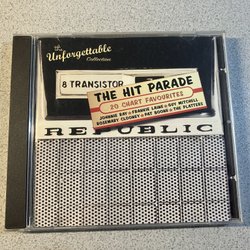 The
Unforgettable
Collection
8 TRANSISTOR
THE HIT PARADE
20 CHART FAVOURITES
JOHNNIE RAY • FRANKIE LAINE • GUY MITCHELL
ROSEMARY CLOONEY • PAT BOONE • THE PLATTERS
REPUBLIC